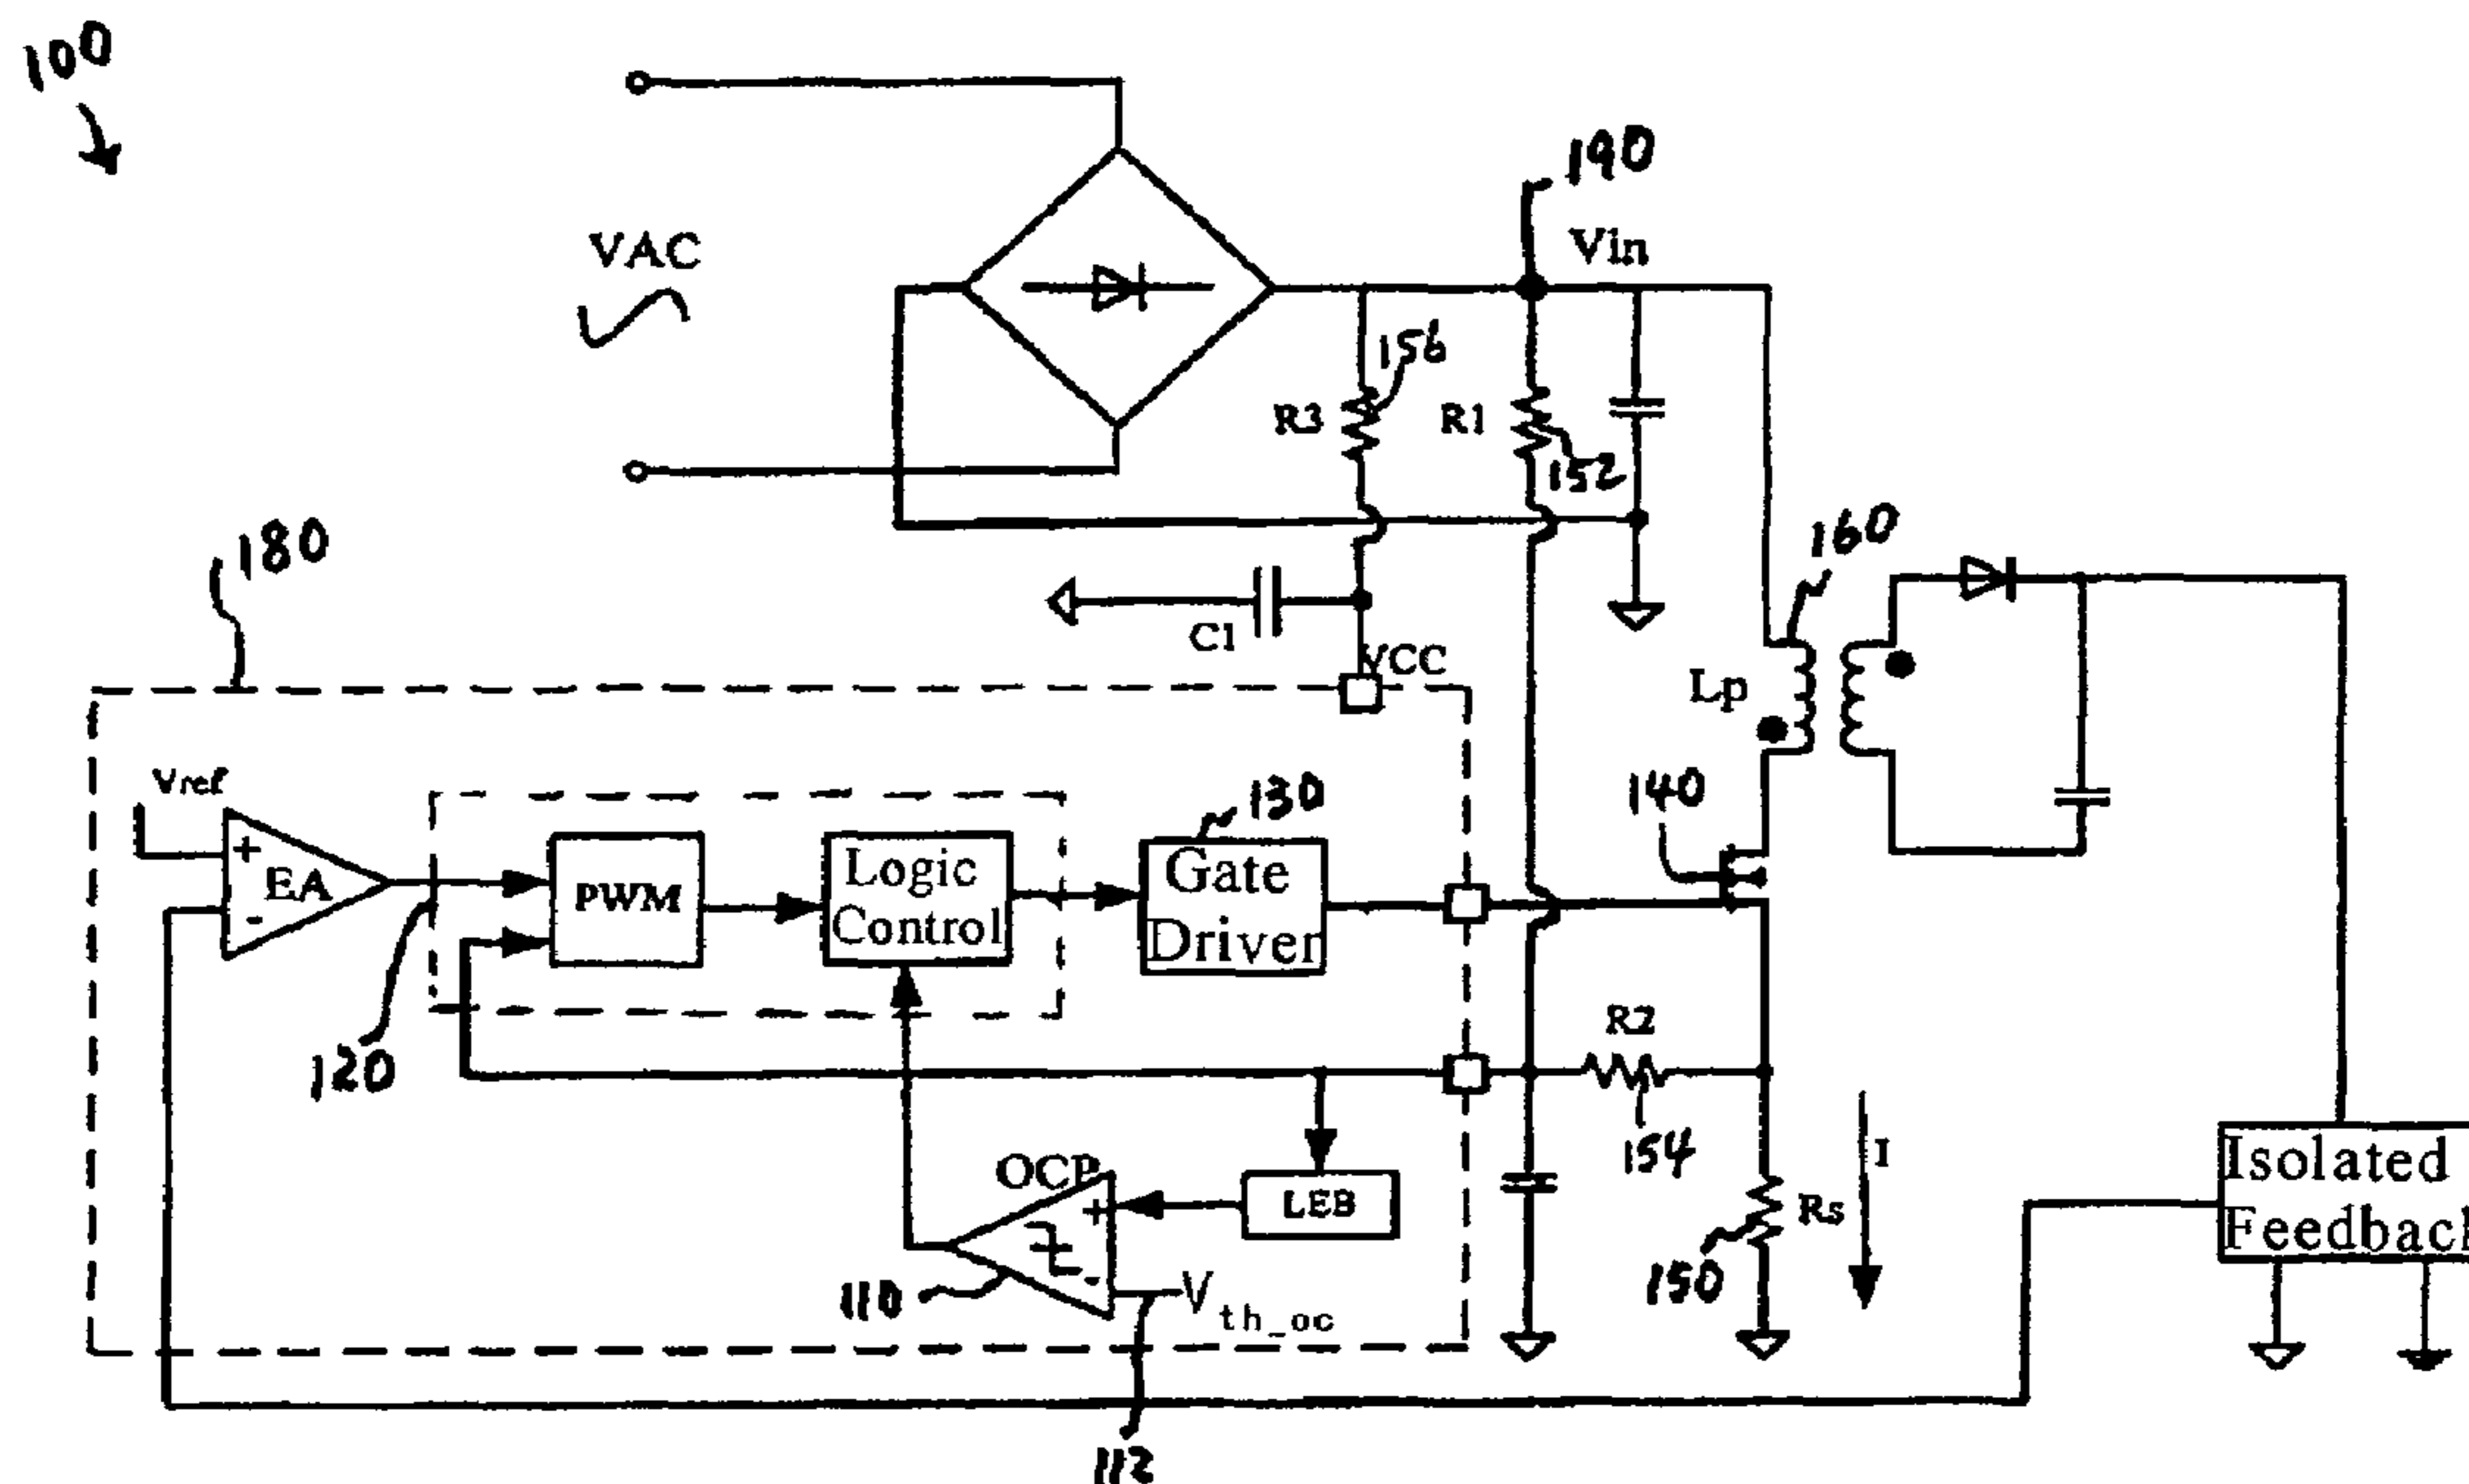 100
190
Vin
VAC
156
R3
R1
152
160
180
C1
VCC
Lp
Vref
140
130
+
EA
-
PWM
Logic
Control
Gate
Driver
R2
120
154
I
OCP
+
LEB
Rs
Isolated
Feedback
-
110
V
th_oc
150
112